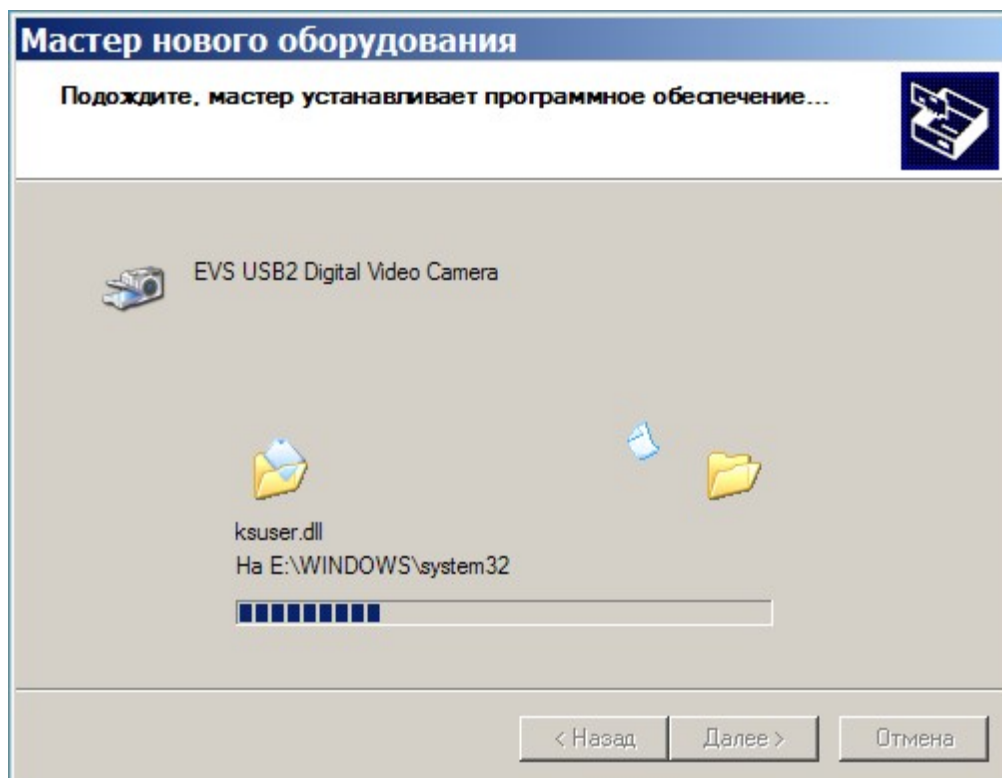 Мастер нового оборудования
Подождите, мастер устанавливает программное обеспечение...
EVS USB2 Digital Video Camera
ksuser.dll
На E:\WINDOWS\system32
< Назад
Далее >
Отмена